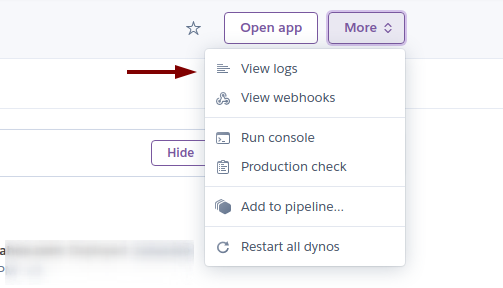 Open app
More
View logs
View webhooks
Run console
Hide
Production check
Add to pipeline...
Restart all dynos